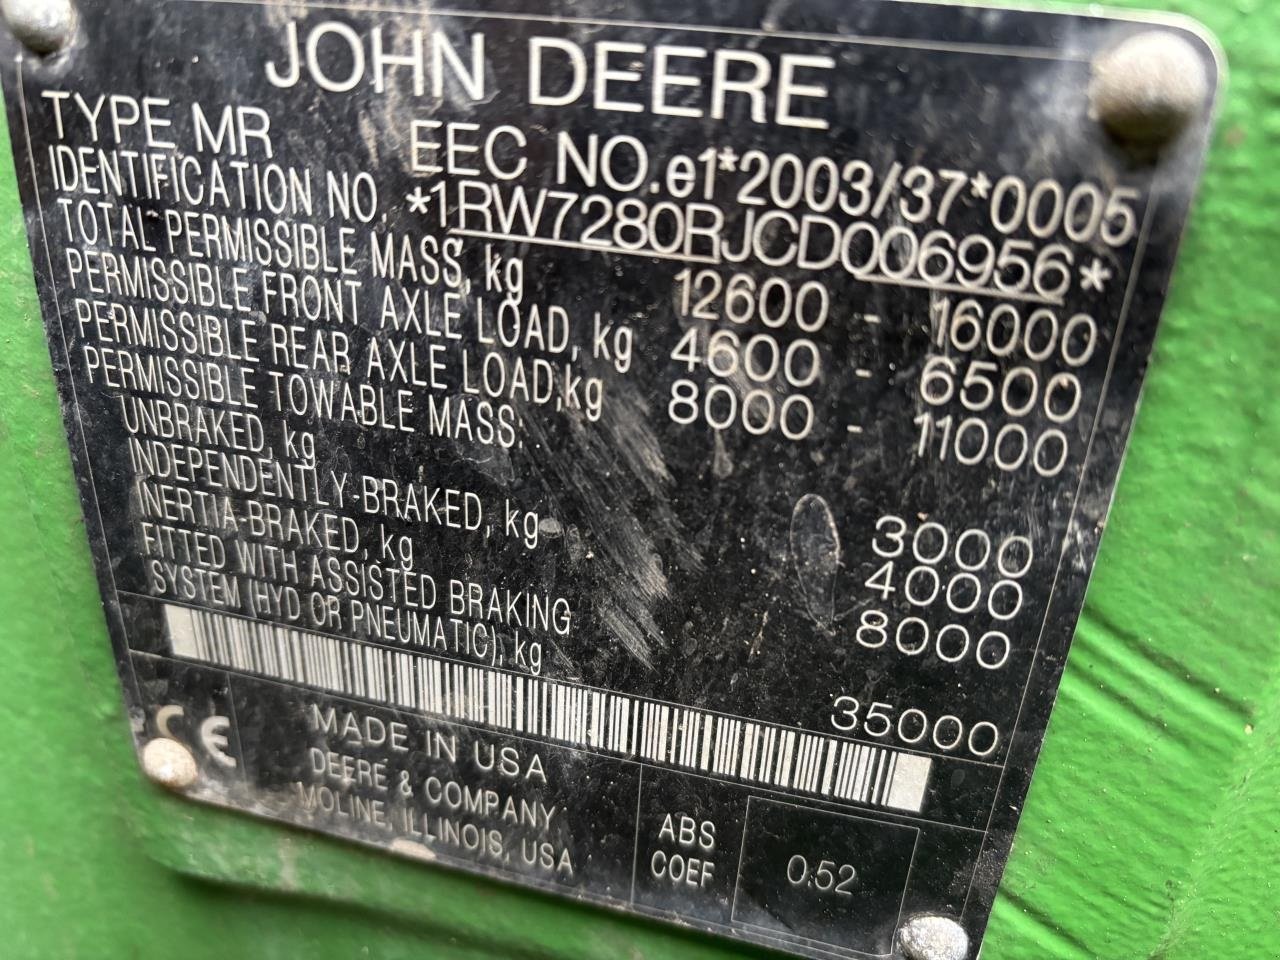 JOHN DEERE
TYPE MR EEC NO.e1*2003/37*0005
IDENTIFICATION NO. *1RW7280RJCD006956*
TOTAL PERMISSIBLE MASS, kg 12600 - 16000
PERMISSIBLE FRONT AXLE LOAD, kg 4600 - 6500
PERMISSIBLE REAR AXLE LOAD,kg 8000 - 11000
PERMISSIBLE TOWABLE MASS:
UNBRAKED, kg 3000
INDEPENDENTLY-BRAKED, kg 4000
INERTIA-BRAKED, kg 8000
FITTED WITH ASSISTED BRAKING
SYSTEM (HYD OR PNEUMATIC), kg 35000
CE
MADE IN USA
DEERE & COMPANY
MOLINE, ILLINOIS, USA
ABS
COEF
0.52